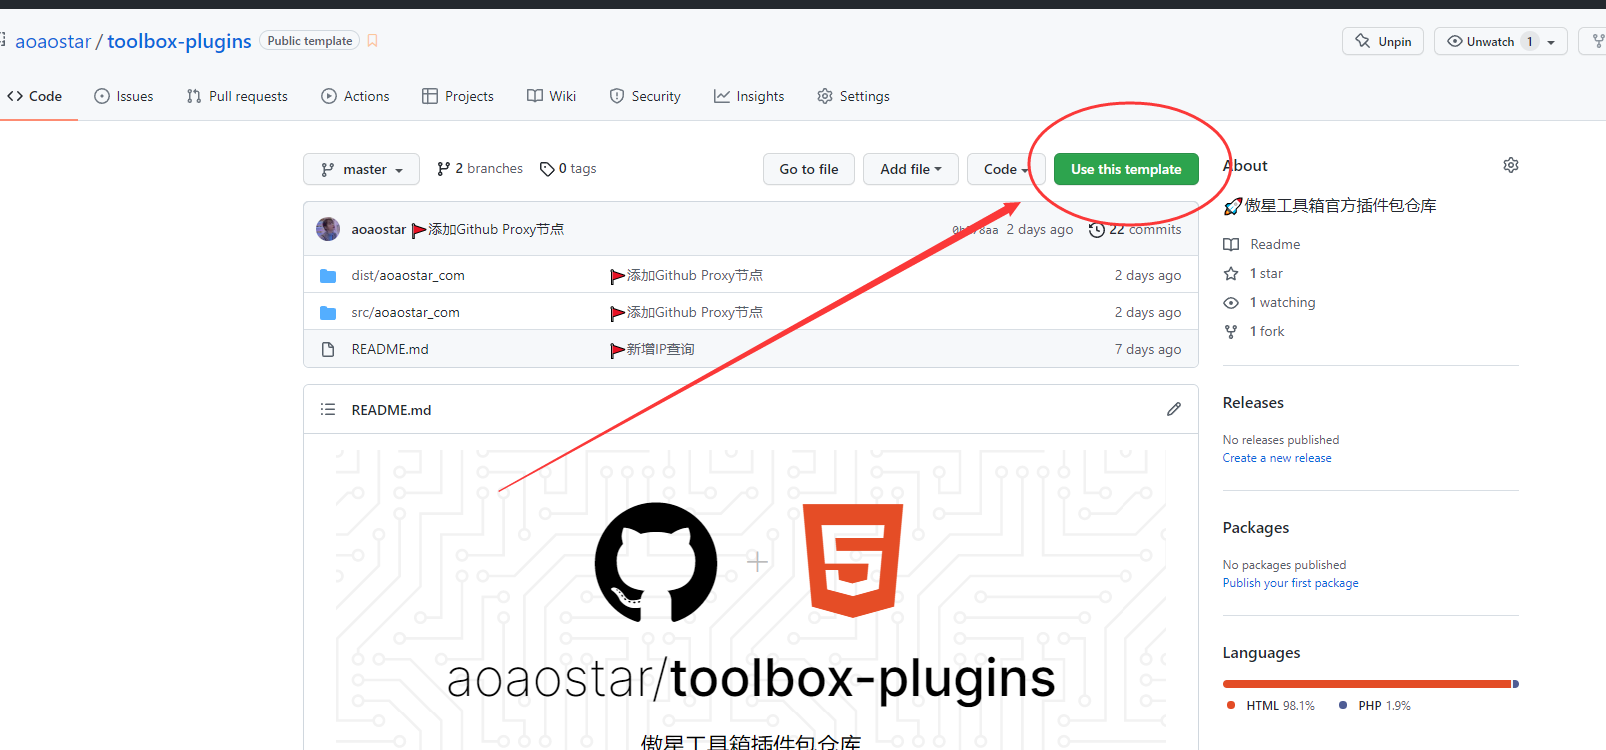 aoaostar / toolbox-plugins Public template
Unpin
Unwatch 1
Code Issues Pull requests Actions Projects Wiki Security Insights Settings
master 2 branches 0 tags
Go to file Add file Code Use this template
aoaostar 🚩添加Github Proxy节点 2 days ago 22 commits
dist/aoaostar_com 🚩添加Github Proxy节点 2 days ago
src/aoaostar_com 🚩添加Github Proxy节点 2 days ago
README.md 🚩新增IP查询 7 days ago
README.md
aoaostar/toolbox-plugins
傲星工具箱插件包仓库
About
🚀傲星工具箱官方插件包仓库
Readme
1 star
1 watching
1 fork
Releases
No releases published
Create a new release
Packages
No packages published
Publish your first package
Languages
HTML 98.1% PHP 1.9%